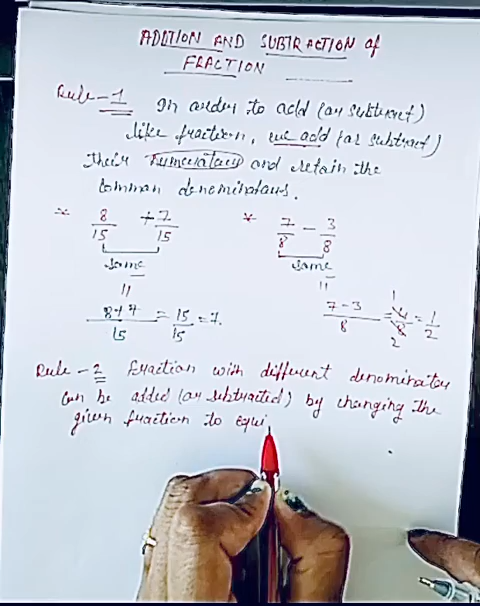 ADDTION AND SUBTRACTION of
FRACTION
Rule-1 In order to add (or subtract)
like fraction, we add (or subtract)
their numerators and retain the
common denominators.
* 8/15 + 7/15 * 7/8 - 3/8
same same
= =
8+7/15 = 15/15 = 1. 7-3/8 = 4/8 = 1/2
1
2
Rule-2 Fraction with different denominator
can be added (or subtracted) by changing the
given fraction to equi